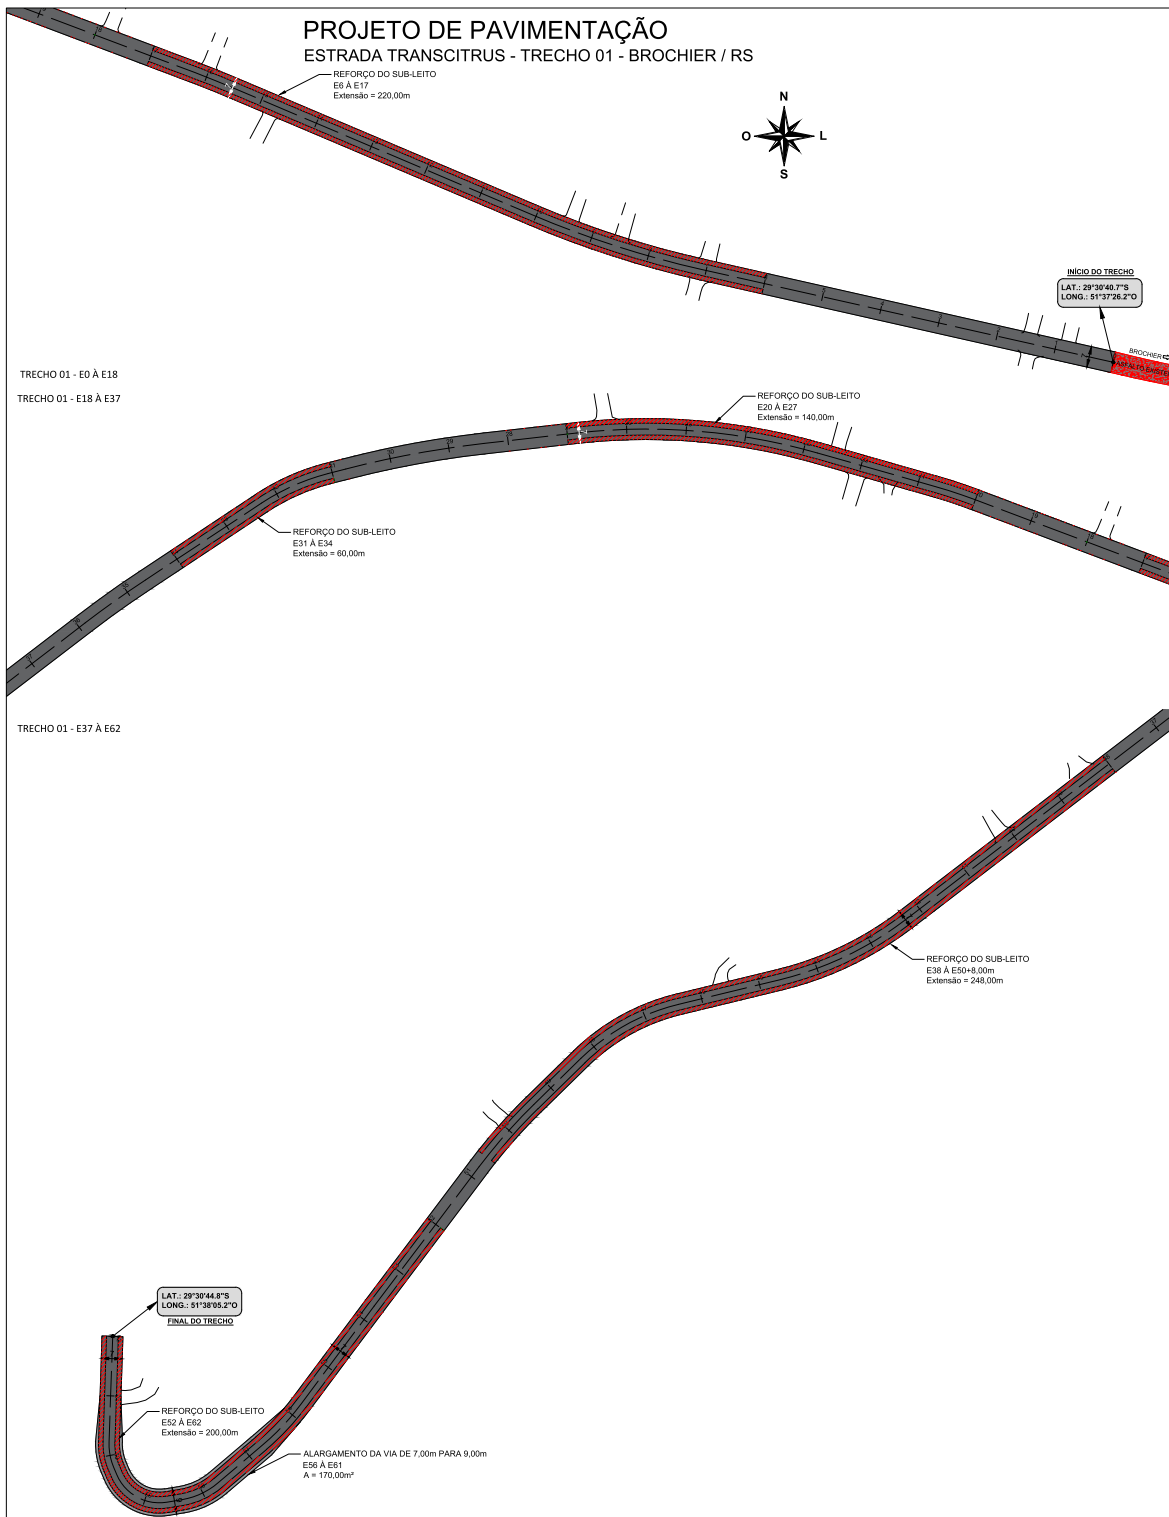 PROJETO DE PAVIMENTAÇÃO
ESTRADA TRANSCITRUS - TRECHO 01 - BROCHIER / RS
REFORÇO DO SUB-LEITO
E6 À E17
Extensão = 220,00m
N
O
L
S
INÍCIO DO TRECHO
LAT.: 29°30'40.7"S
LONG.: 51°37'26.2"O
BROCHIER
TRECHO 01 - E0 À E18
TRECHO 01 - E18 À E37
REFORÇO DO SUB-LEITO
E20 À E27
Extensão = 140,00m
REFORÇO DO SUB-LEITO
E31 À E34
Extensão = 60,00m
TRECHO 01 - E37 À E62
REFORÇO DO SUB-LEITO
E38 À E50+8,00m
Extensão = 248,00m
LAT.: 29°30'44.8"S
LONG.: 51°38'05.2"O
FINAL DO TRECHO
REFORÇO DO SUB-LEITO
E52 À E62
Extensão = 200,00m
ALARGAMENTO DA VIA DE 7,00m PARA 9,00m
E56 À E61
A = 170,00m²